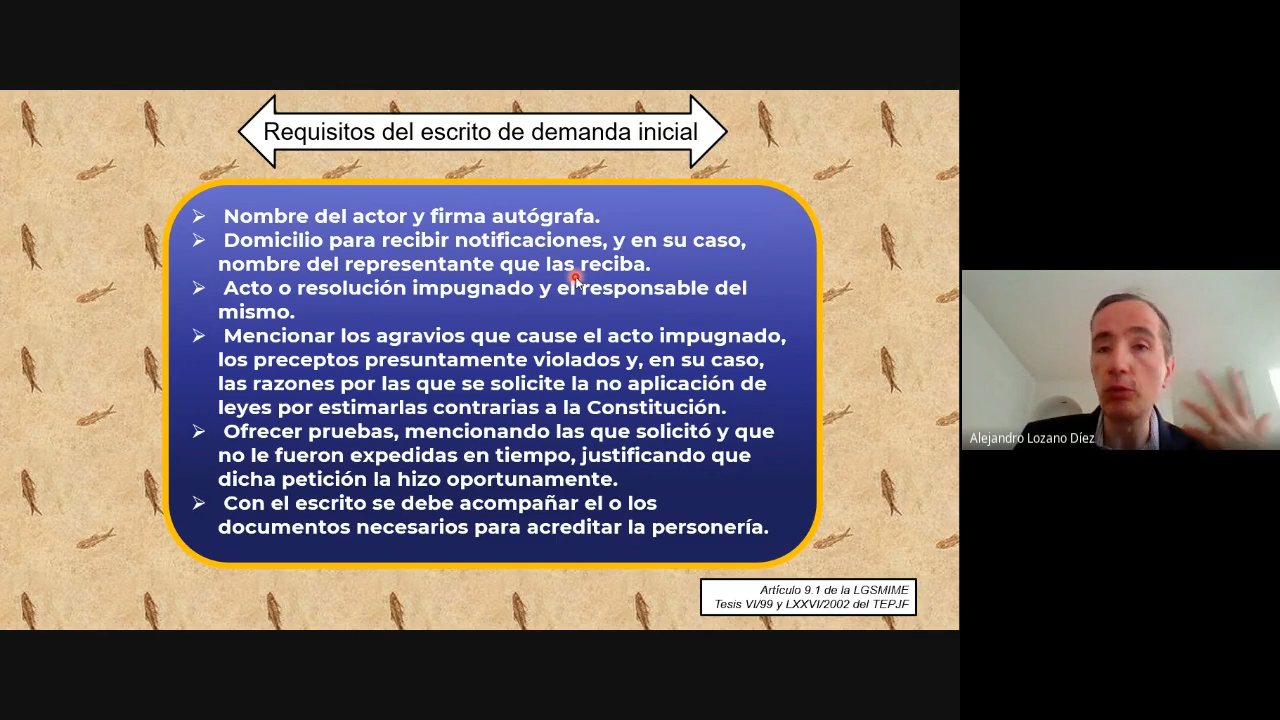 Requisitos del escrito de demanda inicial
➢ Nombre del actor y firma autógrafa.
➢ Domicilio para recibir notificaciones, y en su caso,
nombre del representante que las reciba.
➢ Acto o resolución impugnado y el responsable del
mismo.
➢ Mencionar los agravios que cause el acto impugnado,
los preceptos presuntamente violados y, en su caso,
las razones por las que se solicite la no aplicación de
leyes por estimarlas contrarias a la Constitución.
➢ Ofrecer pruebas, mencionando las que solicitó y que
no le fueron expedidas en tiempo, justificando que
dicha petición la hizo oportunamente.
➢ Con el escrito se debe acompañar el o los
documentos necesarios para acreditar la personería.
Artículo 9.1 de la LGSMIME
Tesis VI/99 y LXXVI/2002 del TEPJF
Alejandro Lozano Díez